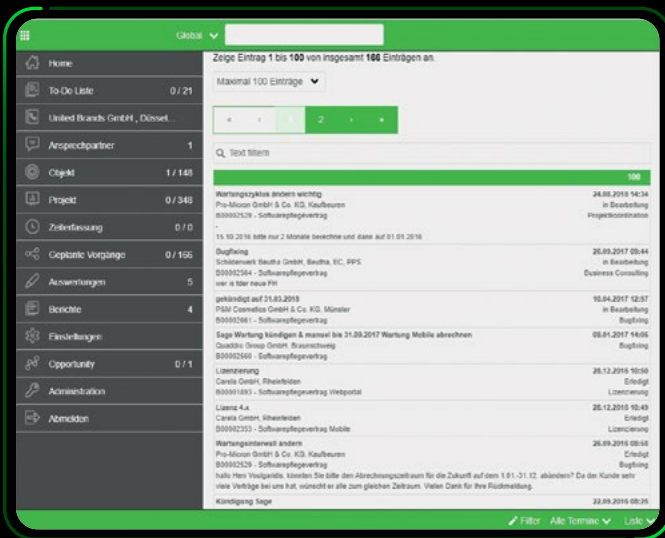 Global
Home
To-Do Liste 0 / 21
United Brands GmbH , Düssel...
Ansprechpartner 1
Objekt 1 / 148
Projekt 0 / 348
Zeiterfassung 0 / 0
Geplante Vorgänge 0 / 166
Auswertungen 5
Berichte 4
Einstellungen
Opportunity 0 / 1
Administration
Abmelden
Zeige Eintrag 1 bis 100 von insgesamt 166 Einträgen an.
Maximal 100 Einträge
« ‹ 1 2 › »
Text filtern
100
Wartungszyklus ändern wichtig 24.08.2018 14:34
Pro-Micron GmbH & Co. KG, Kaufbeuren in Bearbeitung
B00002529 - Softwarepflegevertrag Projektkoordination
-
15.10.2016 bitte nur 2 Monate berechne und dann auf 01.01.2016
Bugfixing 26.09.2017 09:44
Schilderwerk Beutha GmbH, Beutha, EC, PPS in Bearbeitung
B00002564 - Softwarepflegevertrag Business Consulting
wer is tder neue PH
gekündigt auf 31.03.2018 10.04.2017 12:57
P&M Cosmetics GmbH & Co. KG, Münster in Bearbeitung
B00002661 - Softwarepflegevertrag Bugfixing
Sage Wartung kündigen & manuel bis 31.09.2017 Wartung Mobile abrechnen 09.01.2017 14:06
Quaddro Group GmbH, Braunschweig Bugfixing
B00002660 - Softwarepflegevertrag
Lizenzierung 28.12.2016 10:50
Carela GmbH, Rheinfelden Erledigt
B00001893 - Softwarepflegevertrag Webportal Lizenzierung
Lizenz 4.x 28.12.2016 10:49
Carela GmbH, Rheinfelden Erledigt
B00002353 - Softwarepflegevertrag Mobile Lizenzierung
Wartungsintervall ändern 26.09.2016 08:58
Pro-Micron GmbH & Co. KG, Kaufbeuren Erledigt
B00002529 - Softwarepflegevertrag Bugfixing
hallo Herr Voulgaridis, könnten Sie bitte den Abrechnungszeitraum für die Zukunft auf dem 1.01.-31.12. abändern? Da der Kunde sehr
viele Verträge bei uns hat, wünscht er alle zum gleichen Zeitraum. Vielen Dank für Ihre Rückmeldung.
Kündigung Sage 22.09.2016 08:25
Filter Alle Termine Liste